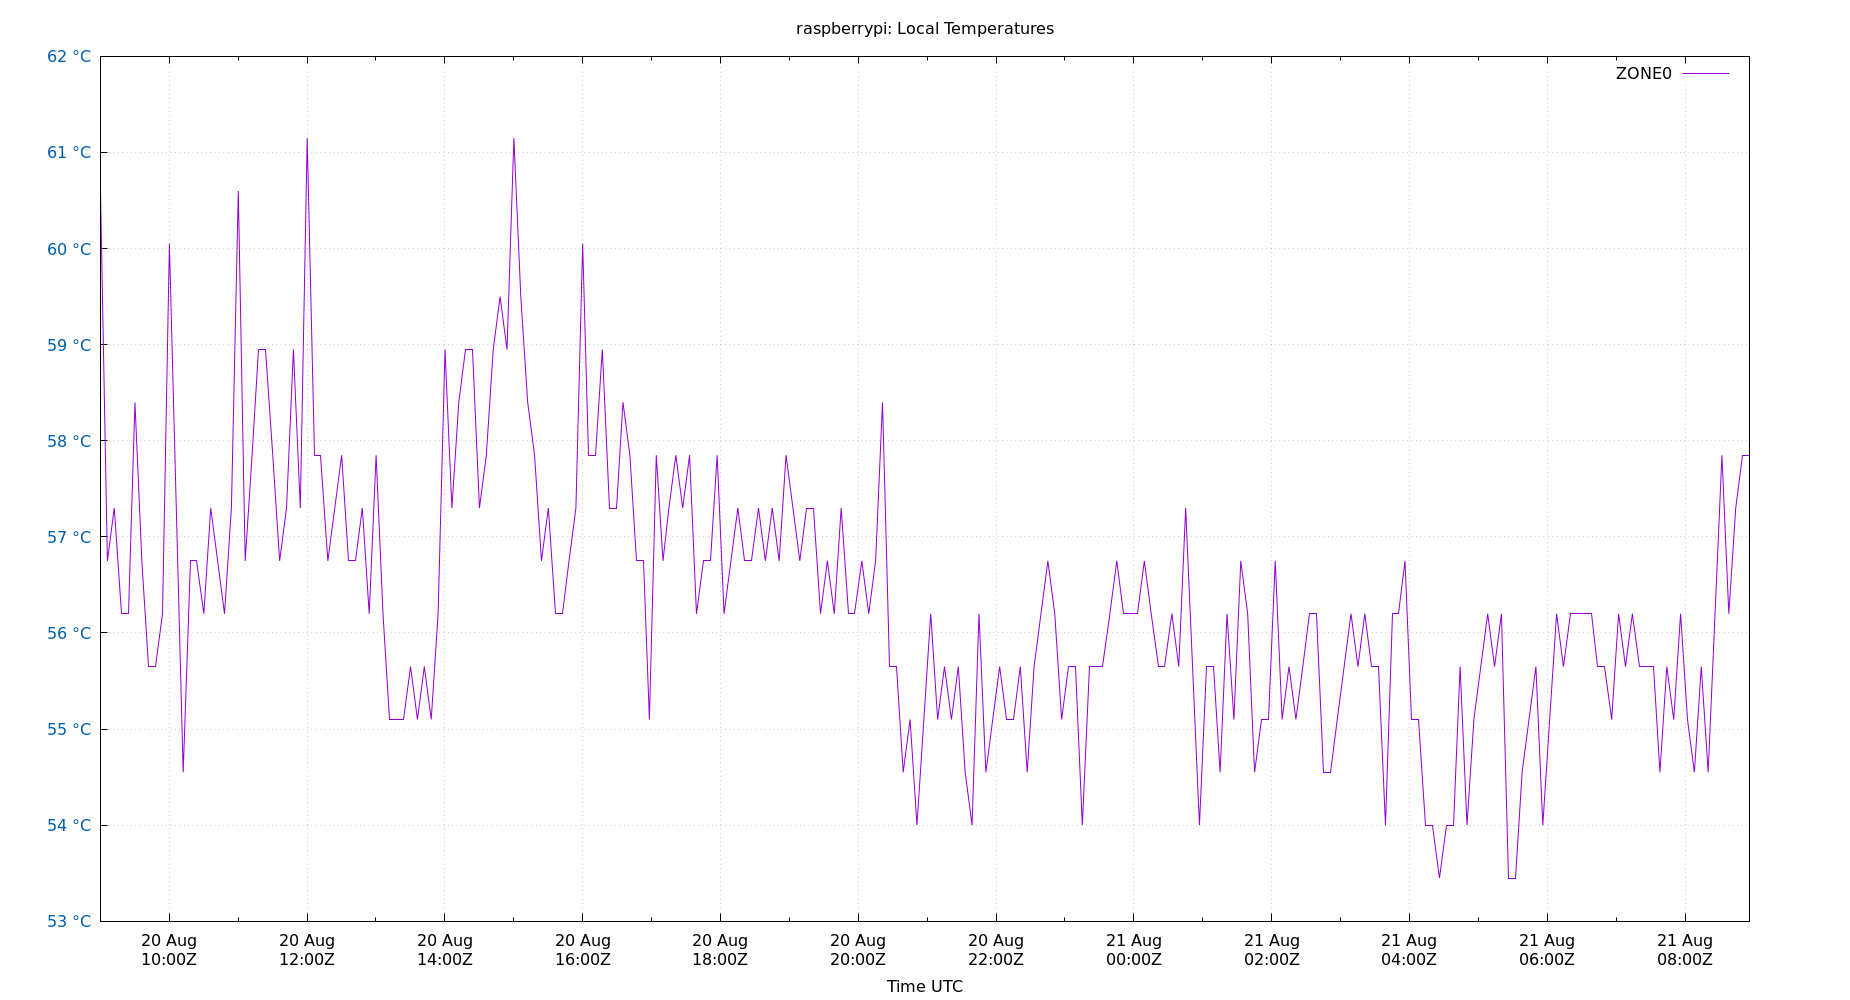 raspberrypi: Local Temperatures
62 °C
ZONE0
61 °C
60 °C
59 °C
58 °C
57 °C
56 °C
55 °C
54 °C
53 °C
20 Aug 20 Aug 20 Aug 20 Aug 20 Aug 20 Aug 20 Aug 21 Aug 21 Aug 21 Aug 21 Aug 21 Aug
10:00Z 12:00Z 14:00Z 16:00Z 18:00Z 20:00Z 22:00Z 00:00Z 02:00Z 04:00Z 06:00Z 08:00Z
Time UTC